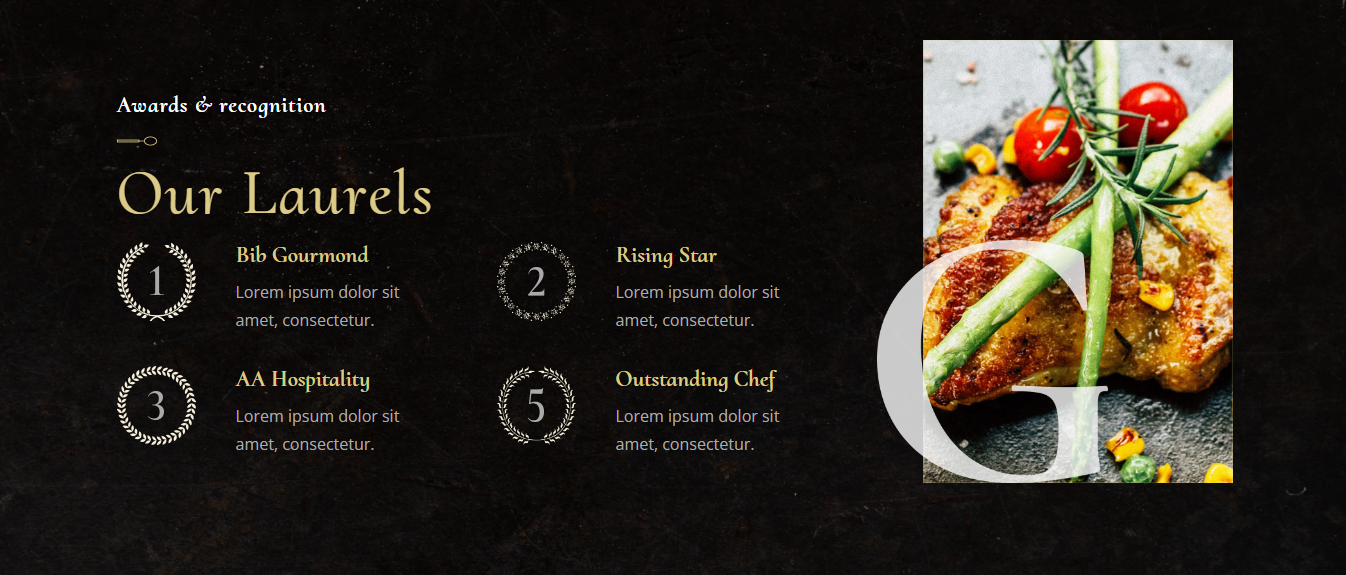 Awards & recognition
Our Laurels
1
Bib Gourmond
Lorem ipsum dolor sit
amet, consectetur.
2
Rising Star
Lorem ipsum dolor sit
amet, consectetur.
3
AA Hospitality
Lorem ipsum dolor sit
amet, consectetur.
5
Outstanding Chef
Lorem ipsum dolor sit
amet, consectetur.
G